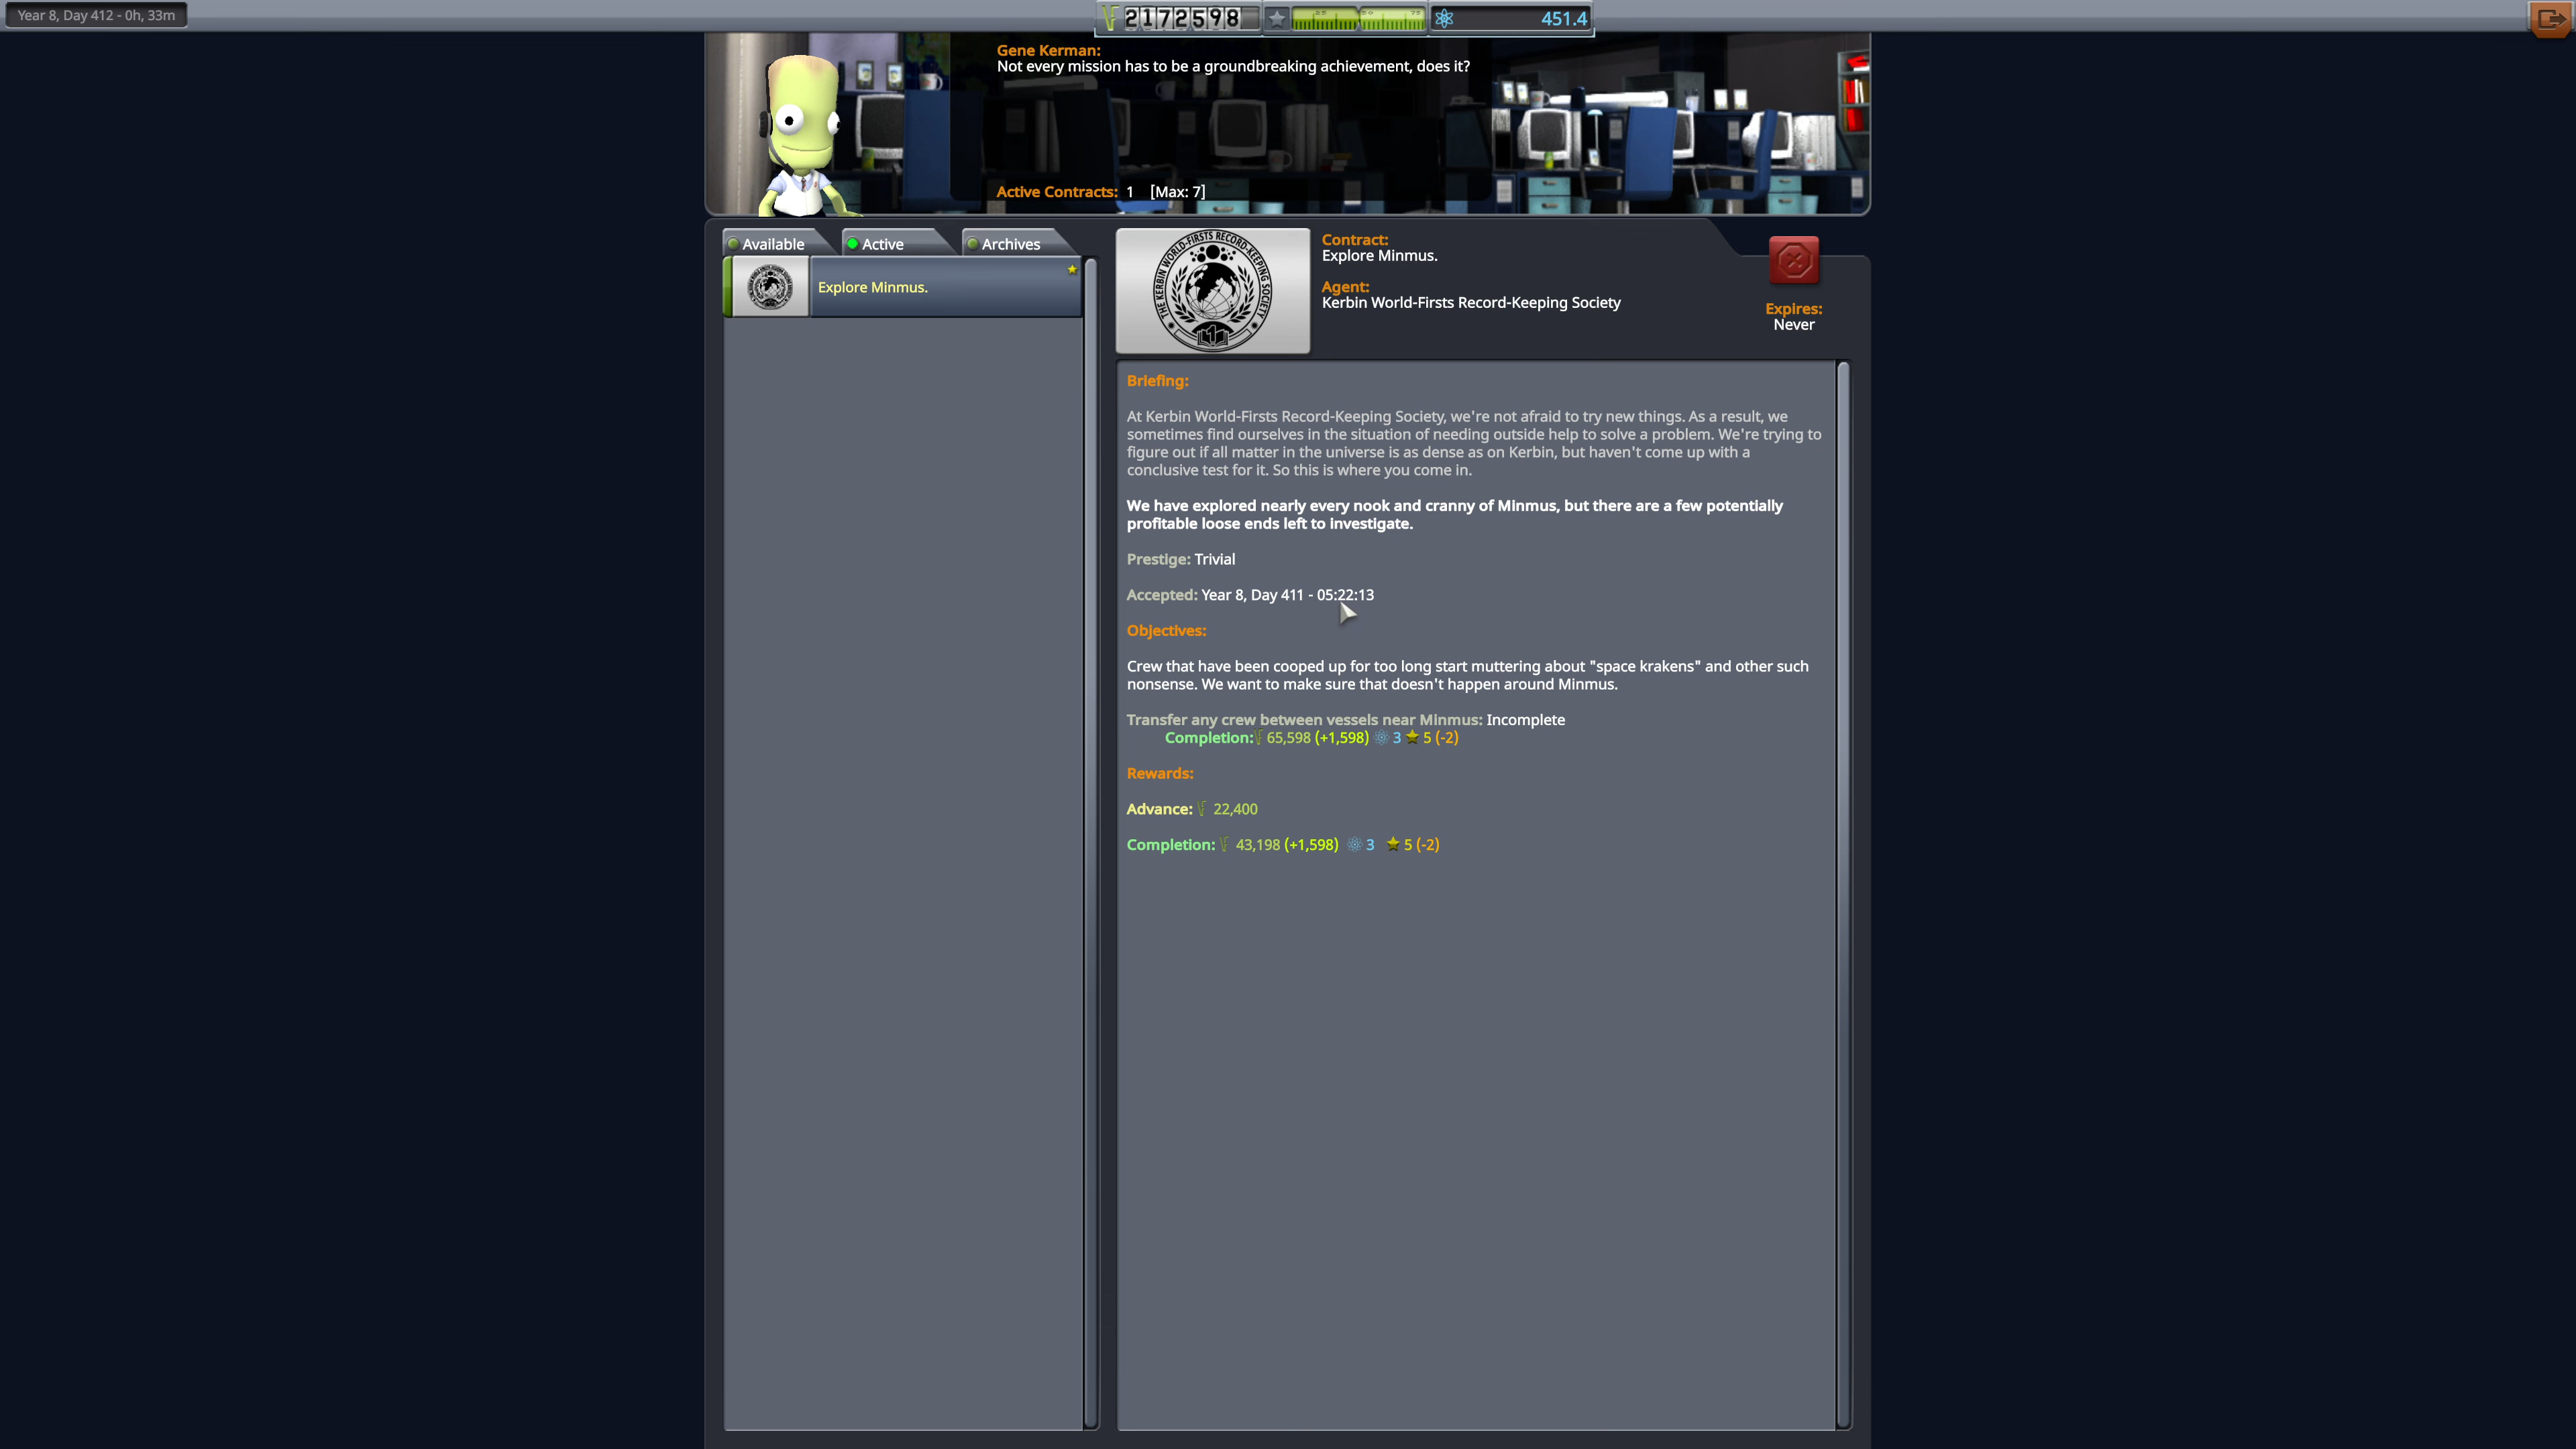 Year 8, Day 412 - 0h, 33m
2172598
451.4
Gene Kerman:
Not every mission has to be a groundbreaking achievement, does it?
Active Contracts: 1 [Max: 7]
Available
Active
Archives
Explore Minmus.
THE KERBIN WORLD-FIRSTS RECORD-KEEPING SOCIETY
1
Contract:
Explore Minmus.
Agent:
Kerbin World-Firsts Record-Keeping Society
Expires:
Never
Briefing:
At Kerbin World-Firsts Record-Keeping Society, we're not afraid to try new things. As a result, we
sometimes find ourselves in the situation of needing outside help to solve a problem. We're trying to
figure out if all matter in the universe is as dense as on Kerbin, but haven't come up with a
conclusive test for it. So this is where you come in.
We have explored nearly every nook and cranny of Minmus, but there are a few potentially
profitable loose ends left to investigate.
Prestige: Trivial
Accepted: Year 8, Day 411 - 05:22:13
Objectives:
Crew that have been cooped up for too long start muttering about "space krakens" and other such
nonsense. We want to make sure that doesn't happen around Minmus.
Transfer any crew between vessels near Minmus: Incomplete
Completion: 65,598 (+1,598) 3 5 (-2)
Rewards:
Advance: 22,400
Completion: 43,198 (+1,598) 3 5 (-2)